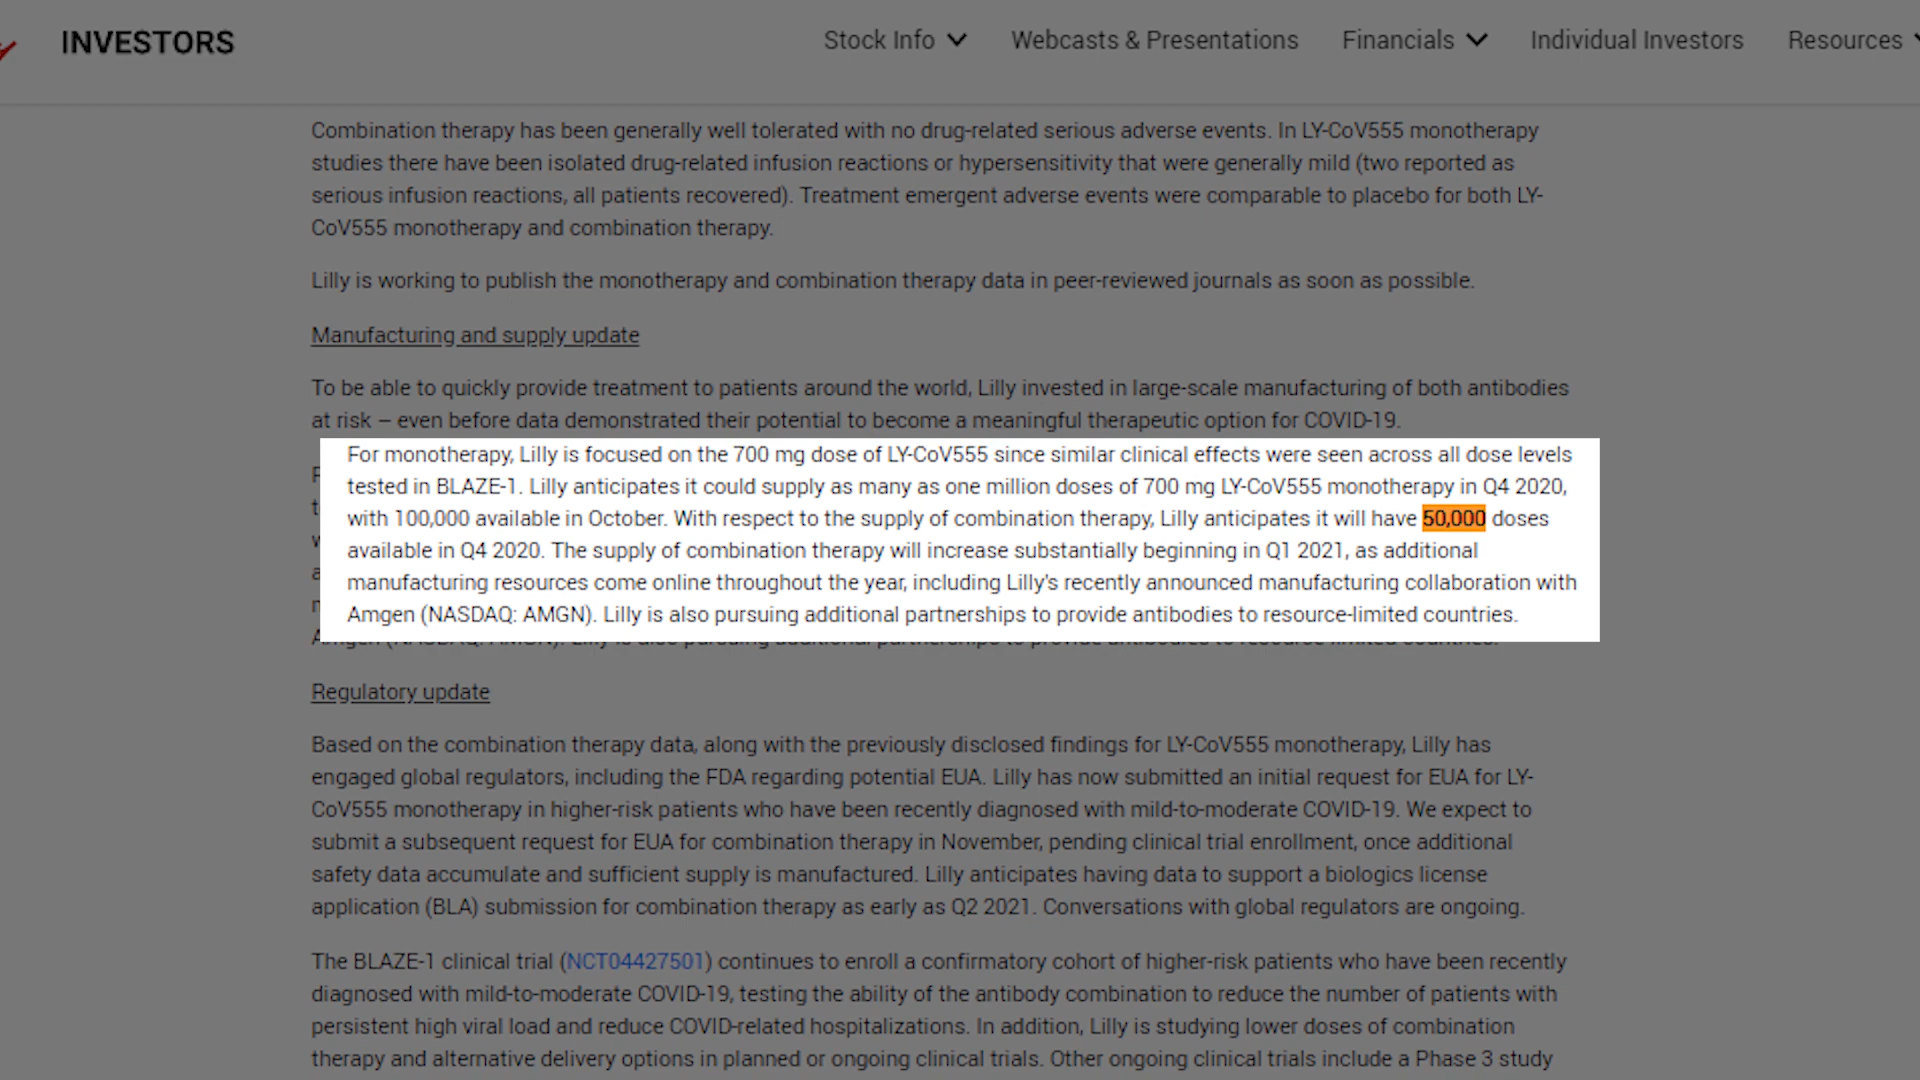 INVESTORS
Stock Info
Webcasts & Presentations
Financials
Individual Investors
Resources
Combination therapy has been generally well tolerated with no drug-related serious adverse events. In LY-CoV555 monotherapy
studies there have been isolated drug-related infusion reactions or hypersensitivity that were generally mild (two reported as
serious infusion reactions, all patients recovered). Treatment emergent adverse events were comparable to placebo for both LY-
CoV555 monotherapy and combination therapy.
Lilly is working to publish the monotherapy and combination therapy data in peer-reviewed journals as soon as possible.
Manufacturing and supply update
To be able to quickly provide treatment to patients around the world, Lilly invested in large-scale manufacturing of both antibodies
at risk – even before data demonstrated their potential to become a meaningful therapeutic option for COVID-19.
For monotherapy, Lilly is focused on the 700 mg dose of LY-CoV555 since similar clinical effects were seen across all dose levels
tested in BLAZE-1. Lilly anticipates it could supply as many as one million doses of 700 mg LY-CoV555 monotherapy in Q4 2020,
with 100,000 available in October. With respect to the supply of combination therapy, Lilly anticipates it will have 50,000 doses
available in Q4 2020. The supply of combination therapy will increase substantially beginning in Q1 2021, as additional
manufacturing resources come online throughout the year, including Lilly's recently announced manufacturing collaboration with
Amgen (NASDAQ: AMGN). Lilly is also pursuing additional partnerships to provide antibodies to resource-limited countries.
Regulatory update
Based on the combination therapy data, along with the previously disclosed findings for LY-CoV555 monotherapy, Lilly has
engaged global regulators, including the FDA regarding potential EUA. Lilly has now submitted an initial request for EUA for LY-
CoV555 monotherapy in higher-risk patients who have been recently diagnosed with mild-to-moderate COVID-19. We expect to
submit a subsequent request for EUA for combination therapy in November, pending clinical trial enrollment, once additional
safety data accumulate and sufficient supply is manufactured. Lilly anticipates having data to support a biologics license
application (BLA) submission for combination therapy as early as Q2 2021. Conversations with global regulators are ongoing.
The BLAZE-1 clinical trial (NCT04427501) continues to enroll a confirmatory cohort of higher-risk patients who have been recently
diagnosed with mild-to-moderate COVID-19, testing the ability of the antibody combination to reduce the number of patients with
persistent high viral load and reduce COVID-related hospitalizations. In addition, Lilly is studying lower doses of combination
therapy and alternative delivery options in planned or ongoing clinical trials. Other ongoing clinical trials include a Phase 3 study